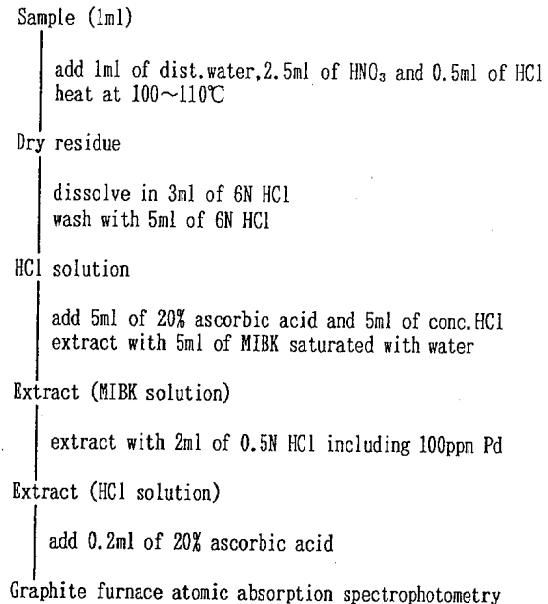 Sample (1ml)
add 1ml of dist.water,2.5ml of HNO₃ and 0.5ml of HCl
heat at 100~110℃
Dry residue
dissolve in 3ml of 6N HCl
wash with 5ml of 6N HCl
HCl solution
add 5ml of 20% ascorbic acid and 5ml of conc.HCl
extract with 5ml of MIBK saturated with water
Extract (MIBK solution)
extract with 2ml of 0.5N HCl including 100ppm Pd
Extract (HCl solution)
add 0.2ml of 20% ascorbic acid
Graphite furnace atomic absorption spectrophotometry